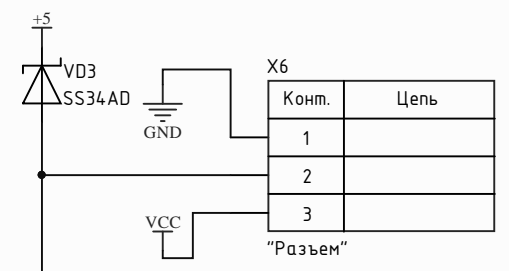 +5
VD3
SS34AD
GND
X6
Конт. Цепь
1
2
3
VCC
"Разъем"